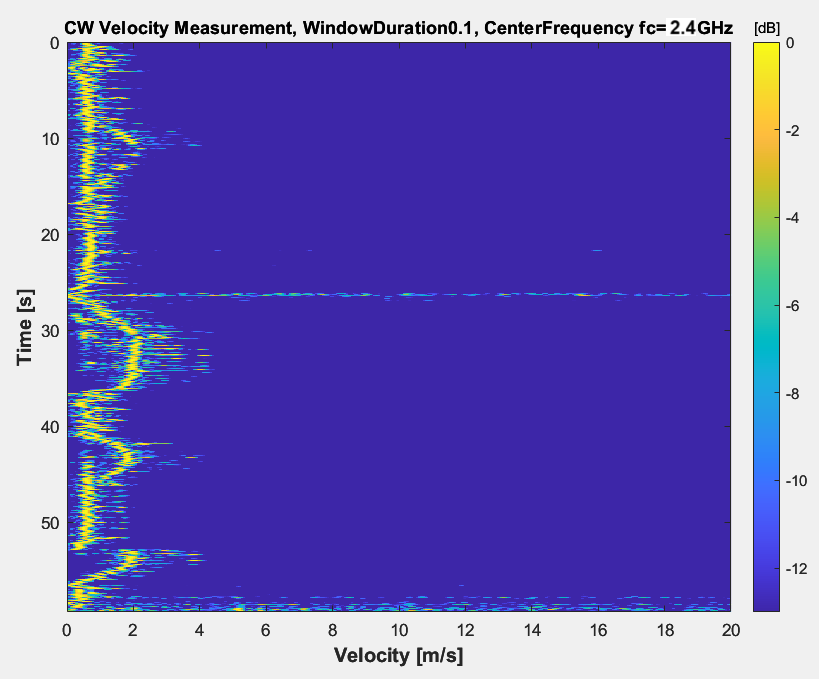 CW Velocity Measurement, WindowDuration0.1, CenterFrequency fc=2.4GHz
[dB]
0
-2
-4
-6
-8
-10
-12
Time [s]
0
10
20
30
40
50
0 2 4 6 8 10 12 14 16 18 20
Velocity [m/s]